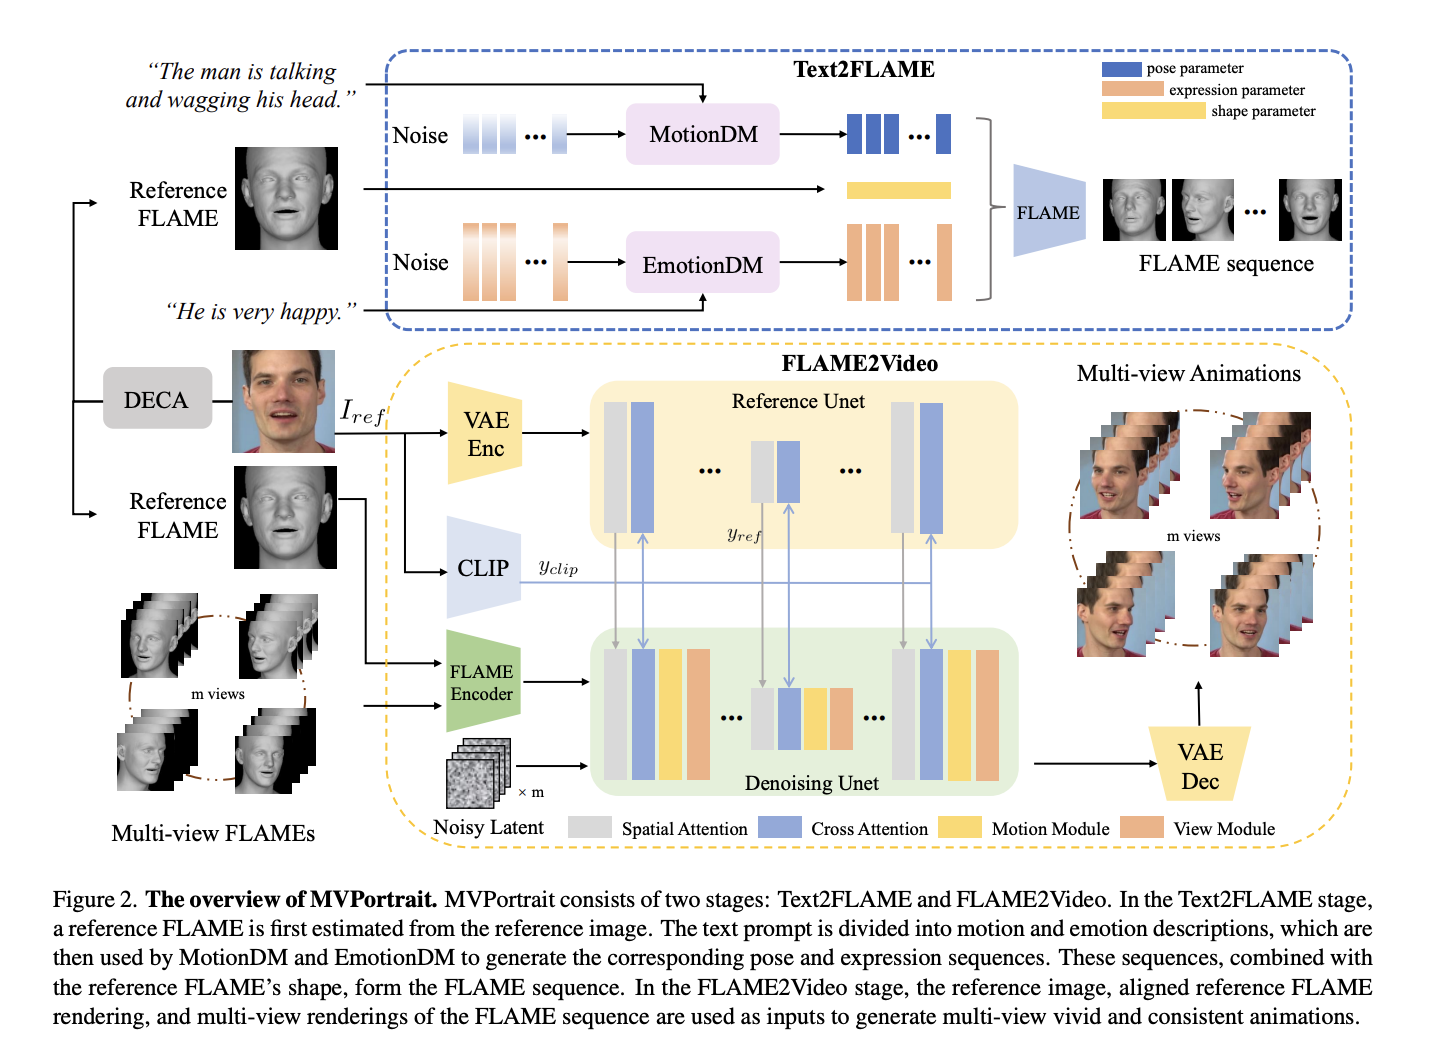 “The man is talking
and wagging his head.”
Text2FLAME
pose parameter
expression parameter
shape parameter
Noise
MotionDM
Reference
FLAME
FLAME
Noise
EmotionDM
FLAME sequence
“He is very happy.”
FLAME2Video
DECA
I_ref
VAE
Enc
Reference Unet
Multi-view Animations
Reference
FLAME
y_ref
m views
CLIP
y_clip
FLAME
Encoder
m views
VAE
Dec
Denoising Unet
× m
Noisy Latent
Spatial Attention
Cross Attention
Motion Module
View Module
Multi-view FLAMEs
Figure 2. The overview of MVPortrait. MVPortrait consists of two stages: Text2FLAME and FLAME2Video. In the Text2FLAME stage,
a reference FLAME is first estimated from the reference image. The text prompt is divided into motion and emotion descriptions, which are
then used by MotionDM and EmotionDM to generate the corresponding pose and expression sequences. These sequences, combined with
the reference FLAME’s shape, form the FLAME sequence. In the FLAME2Video stage, the reference image, aligned reference FLAME
rendering, and multi-view renderings of the FLAME sequence are used as inputs to generate multi-view vivid and consistent animations.